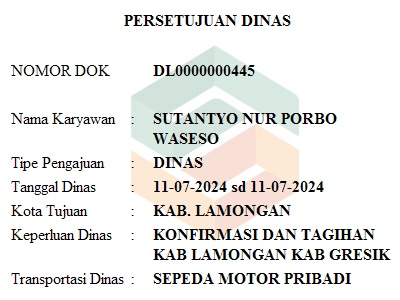 PERSETUJUAN DINAS
NOMOR DOK DL0000000445
Nama Karyawan : SUTANTYO NUR PORBO
WASESO
Tipe Pengajuan : DINAS
Tanggal Dinas : 11-07-2024 sd 11-07-2024
Kota Tujuan : KAB. LAMONGAN
Keperluan Dinas : KONFIRMASI DAN TAGIHAN
KAB LAMONGAN KAB GRESIK
Transportasi Dinas : SEPEDA MOTOR PRIBADI